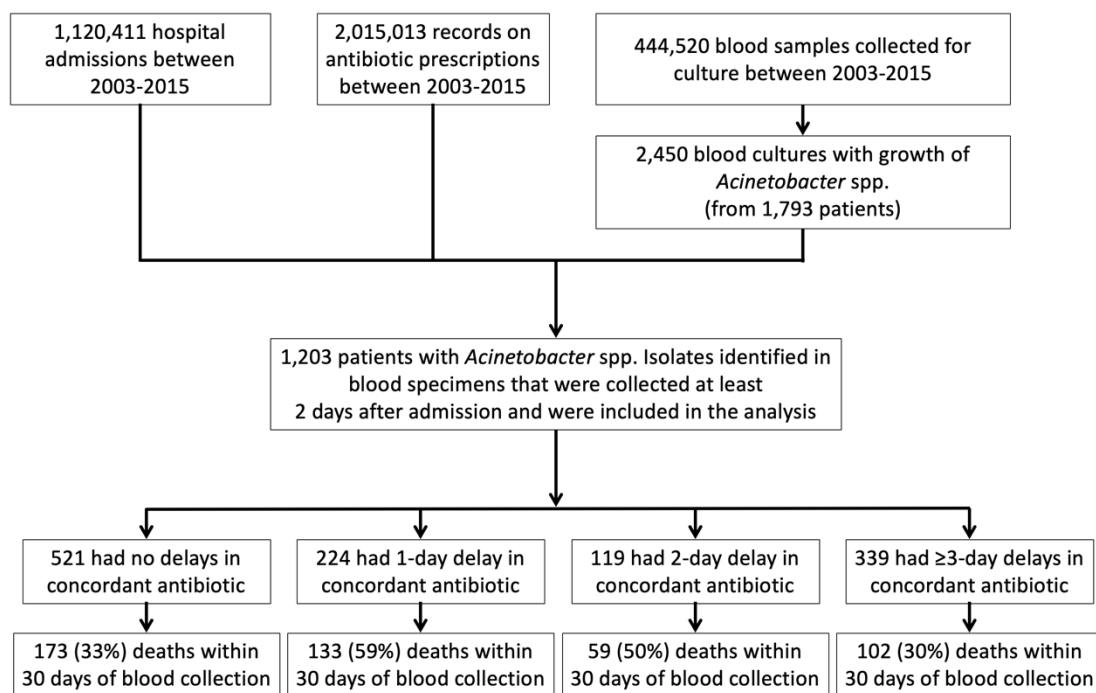 1,120,411 hospital
admissions between
2003-2015
2,015,013 records on
antibiotic prescriptions
between 2003-2015
444,520 blood samples collected for
culture between 2003-2015
2,450 blood cultures with growth of
Acinetobacter spp.
(from 1,793 patients)
1,203 patients with Acinetobacter spp. Isolates identified in
blood specimens that were collected at least
2 days after admission and were included in the analysis
521 had no delays in
concordant antibiotic
224 had 1-day delay in
concordant antibiotic
119 had 2-day delay in
concordant antibiotic
339 had ≥3-day delays in
concordant antibiotic
173 (33%) deaths within
30 days of blood collection
133 (59%) deaths within
30 days of blood collection
59 (50%) deaths within
30 days of blood collection
102 (30%) deaths within
30 days of blood collection